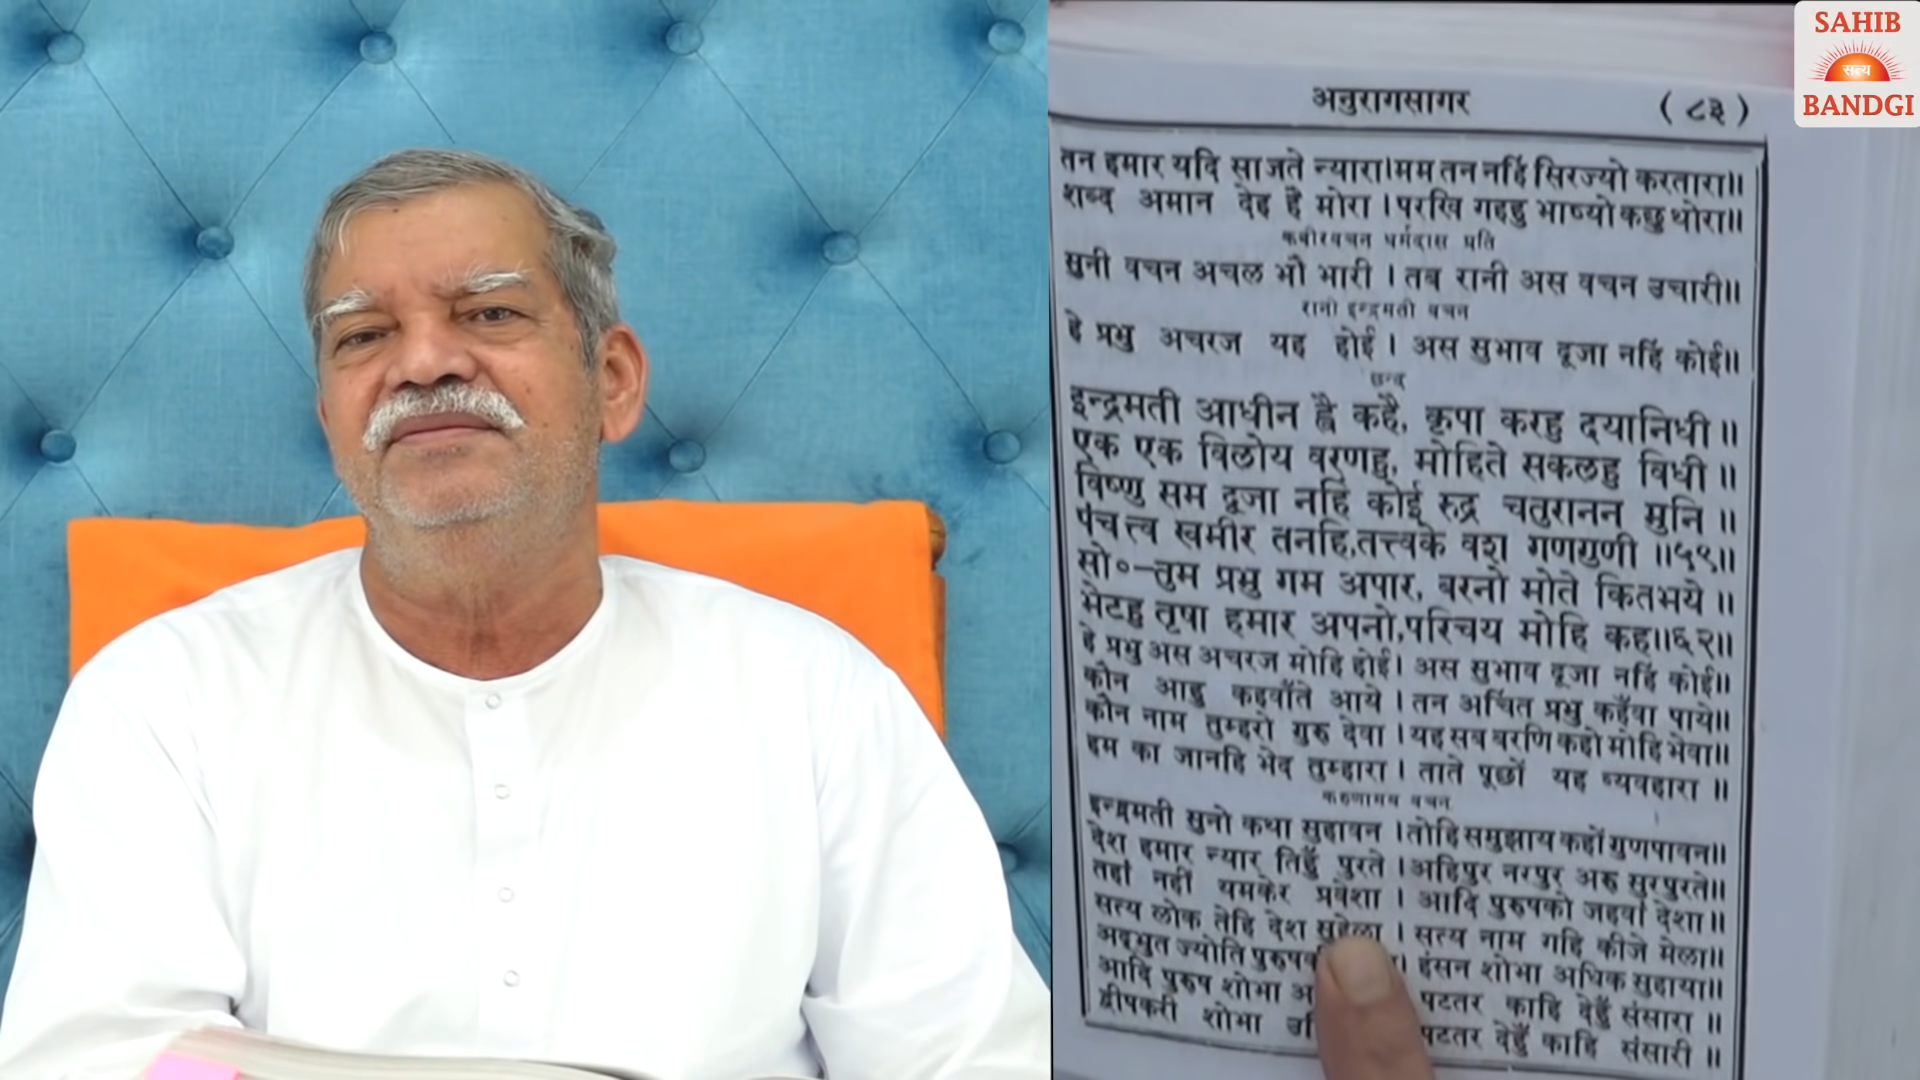 SAHIB
सत्य
BANDGI
अनुरागसागर (८३)
तन हमार यदि साजते न्यारा।मम तन नहिं सिरज्यो करतारा॥
शब्द अमान देह है मोरा । परखि गहहु भाष्यो कछु थोरा॥
कबीरवचन धर्मदास प्रति
सुनी वचन अचल भौ भारी । तब रानी अस वचन उचारी॥
रानी इन्द्रमती वचन
हे प्रभु अचरज यह होई । अस सुभाव दूजा नहिं कोई॥
छन्द
इन्द्रमती आधीन ह्वै कहै, कृपा करहु दयानिधी ॥
एक एक विलोय वरणहु, मोहिते सकलहु विधी ॥
विष्णु सम दूजा नहिं कोई रुद्र चतुरानन मुनि ॥
पंचत्त्व खमीर तनहि,तत्त्वके वश गणगुणी ॥५९॥
सो०-तुम प्रभु गम अपार, बरनो मोते कितभये ॥
मेटहु तृषा हमार अपनो,परिचय मोहि कह॥६२॥
हे प्रभु अस अचरज मोहि होई। अस सुभाव दूजा नहिं कोई॥
कौन आहु कहवाँते आये । तन अचिंत प्रभु कहँवा पाये॥
कौन नाम तुम्हरो गुरु देवा । यह सब बरणि कहो मोहि भेवा॥
हम का जानहि भेद तुम्हारा । ताते पूछों यह व्यवहारा ॥
करुणामय वचन
इन्द्रमती सुनो कथा सुहावन । तोहि समुझाय कहों गुणपावन॥
देश हमार न्यार तिहुँ पुरते । अहिपुर नरपुर अरु सुरपुरते॥
तहां नहीं यमकेर प्रवेशा । आदि पुरुषको जहवां देशा॥
सत्य लोक तेहि देश सुहेला । सत्य नाम गहि कीजे मेला॥
अद्भुत ज्योति पुरुषक । हंसन शोभा अधिक सुहाया॥
आदि पुरुष शोभा अ पटतर काहि देहुँ संसारा ॥
द्वीपकरी शोभा उ पटतर देहुँ काहि संसारी ॥